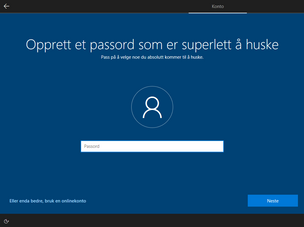 Konto
Opprett et passord som er superlett å huske
Pass på å velge noe du absolutt kommer til å huske.
Passord
Eller enda bedre, bruk en onlinekonto
Neste